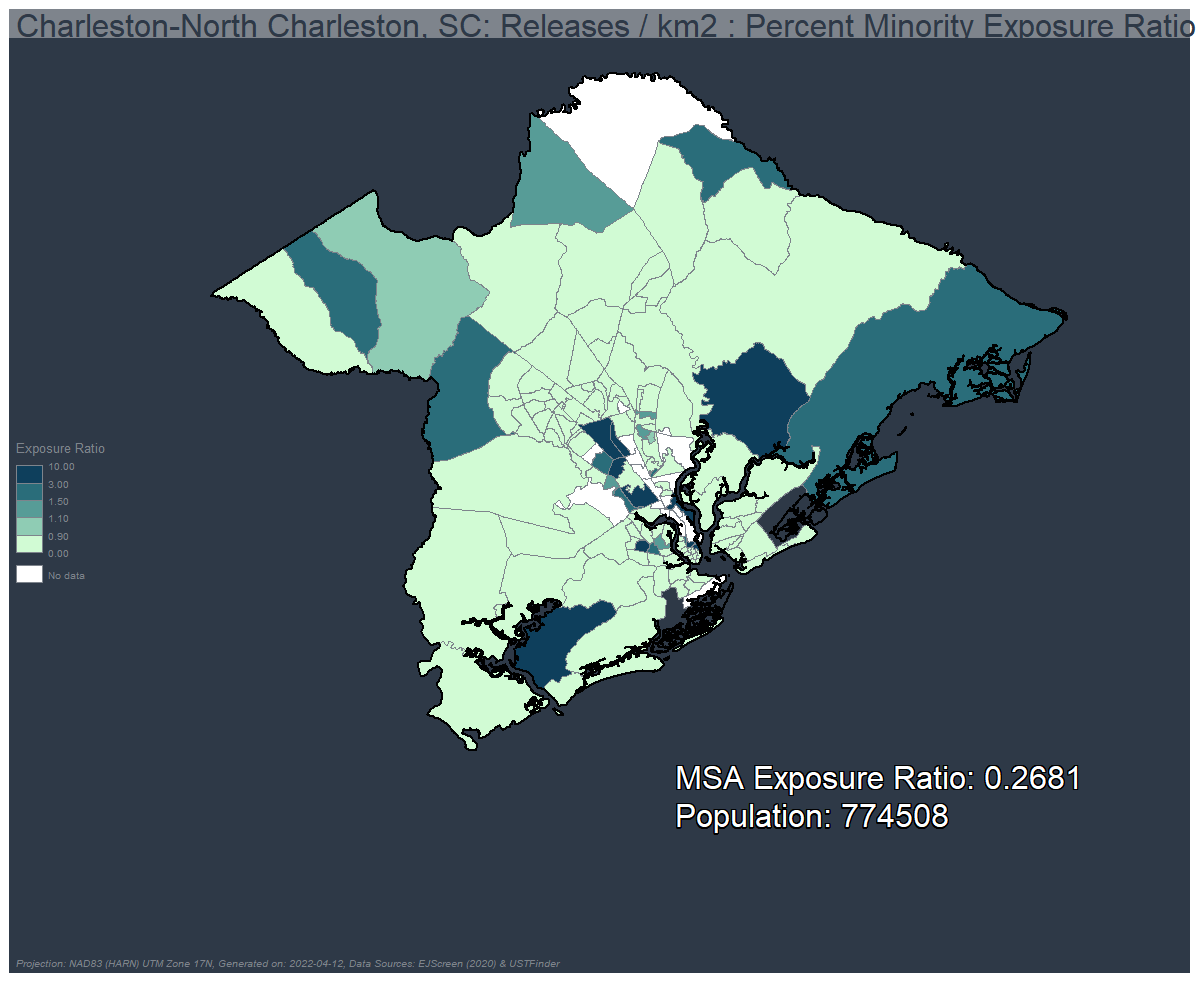 Charleston-North Charleston, SC: Releases / km2 : Percent Minority Exposure Ratio
Exposure Ratio
10.00
3.00
1.50
1.10
0.90
0.00
No data
MSA Exposure Ratio: 0.2681
Population: 774508
Projection: NAD83 (HARN) UTM Zone 17N, Generated on: 2022-04-12, Data Sources: EJScreen (2020) & USTFinder